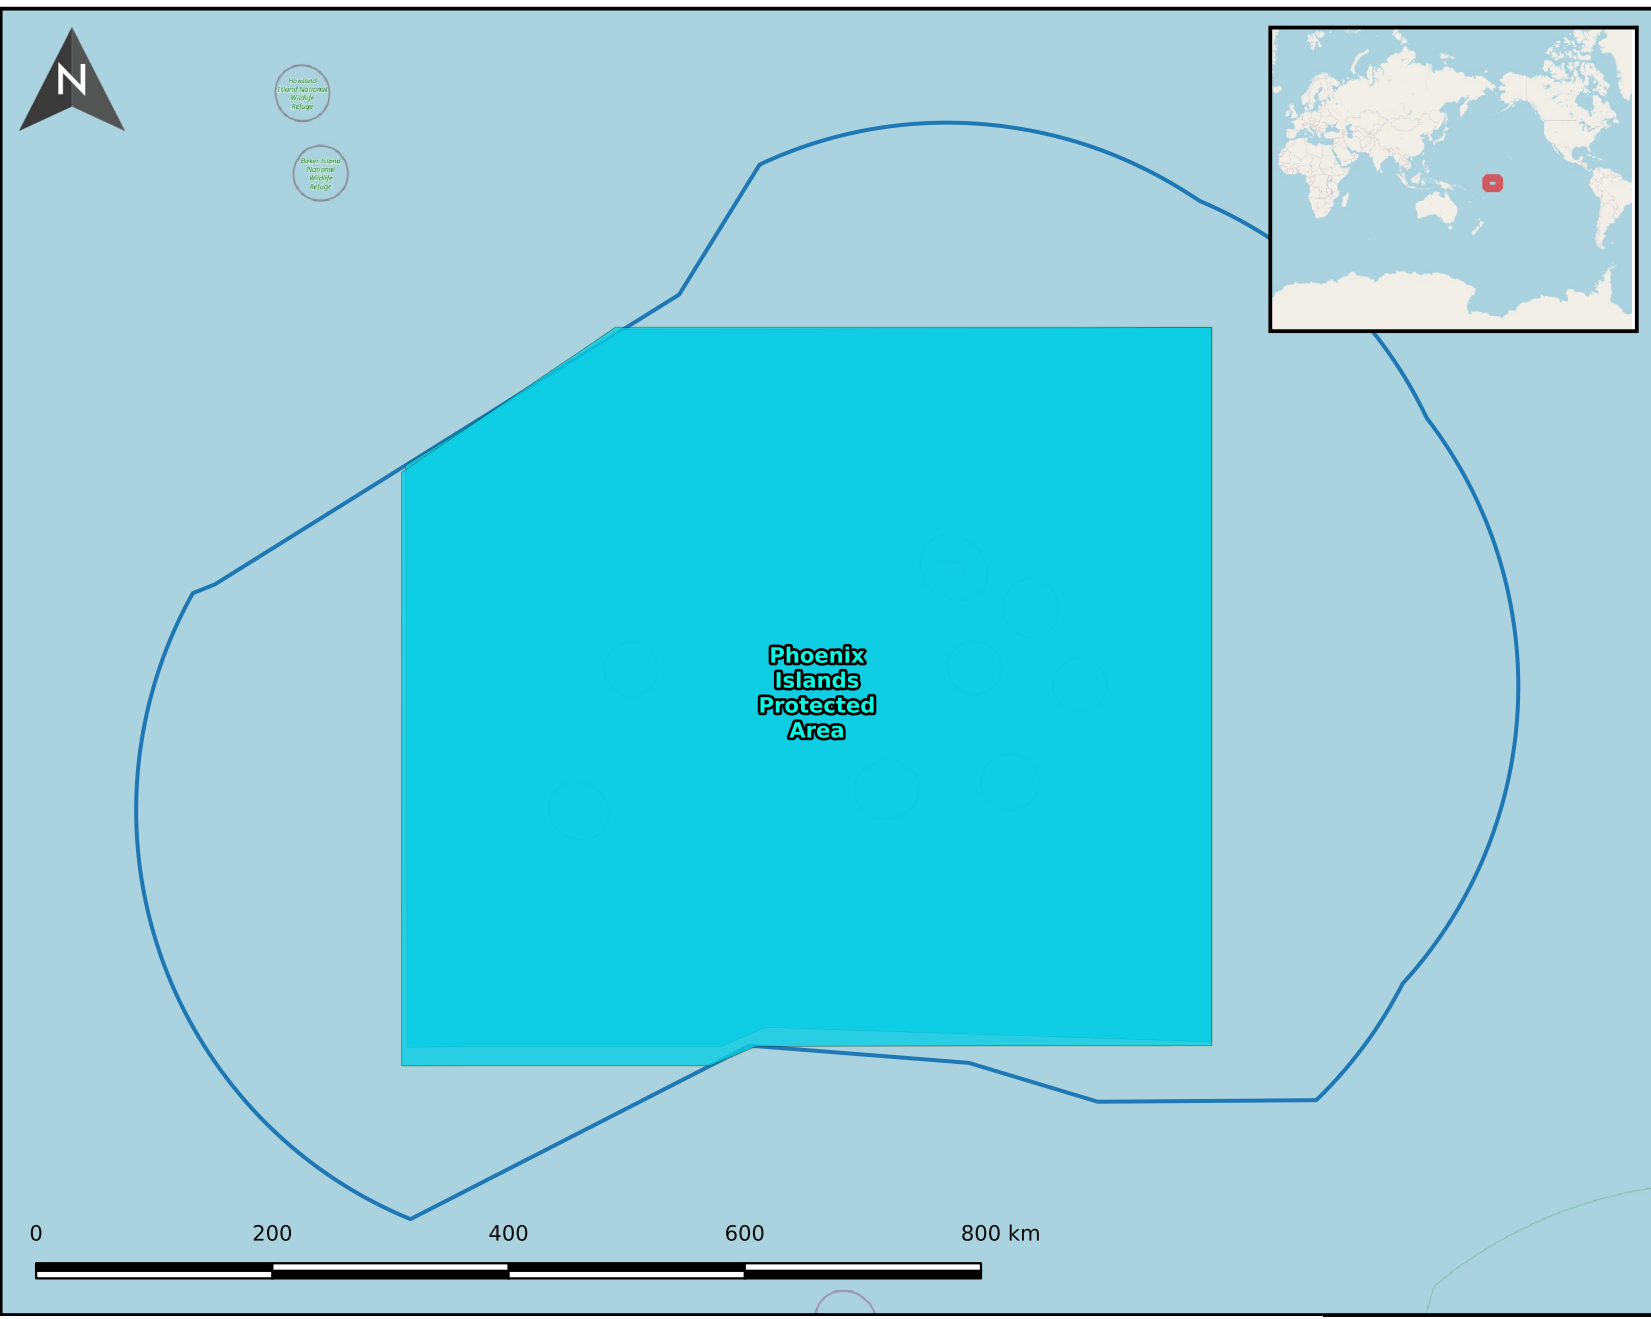 N
Howland
Island National
Wildlife
Refuge
Baker Island
National
Wildlife
Refuge
Phoenix
Islands
Protected
Area
0 200 400 600 800 km